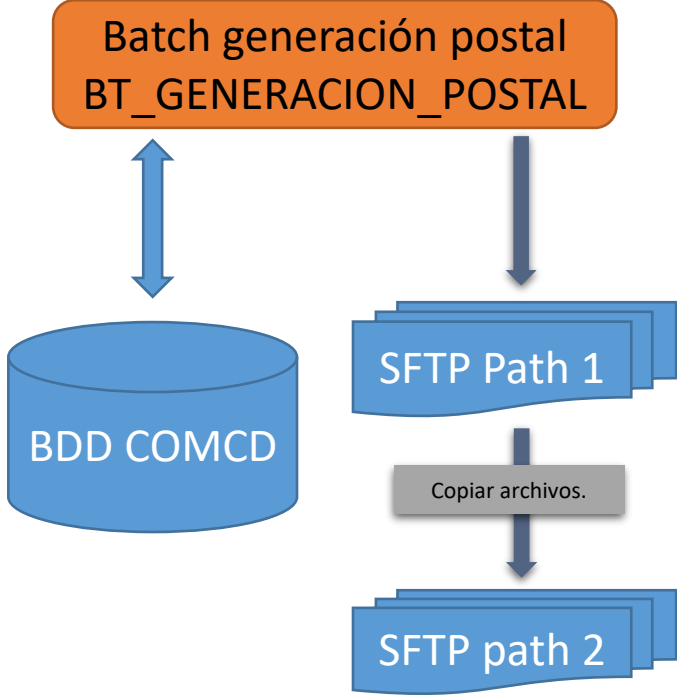 Batch generación postal
BT_GENERACION_POSTAL
SFTP Path 1
BDD COMCD
Copiar archivos.
SFTP path 2